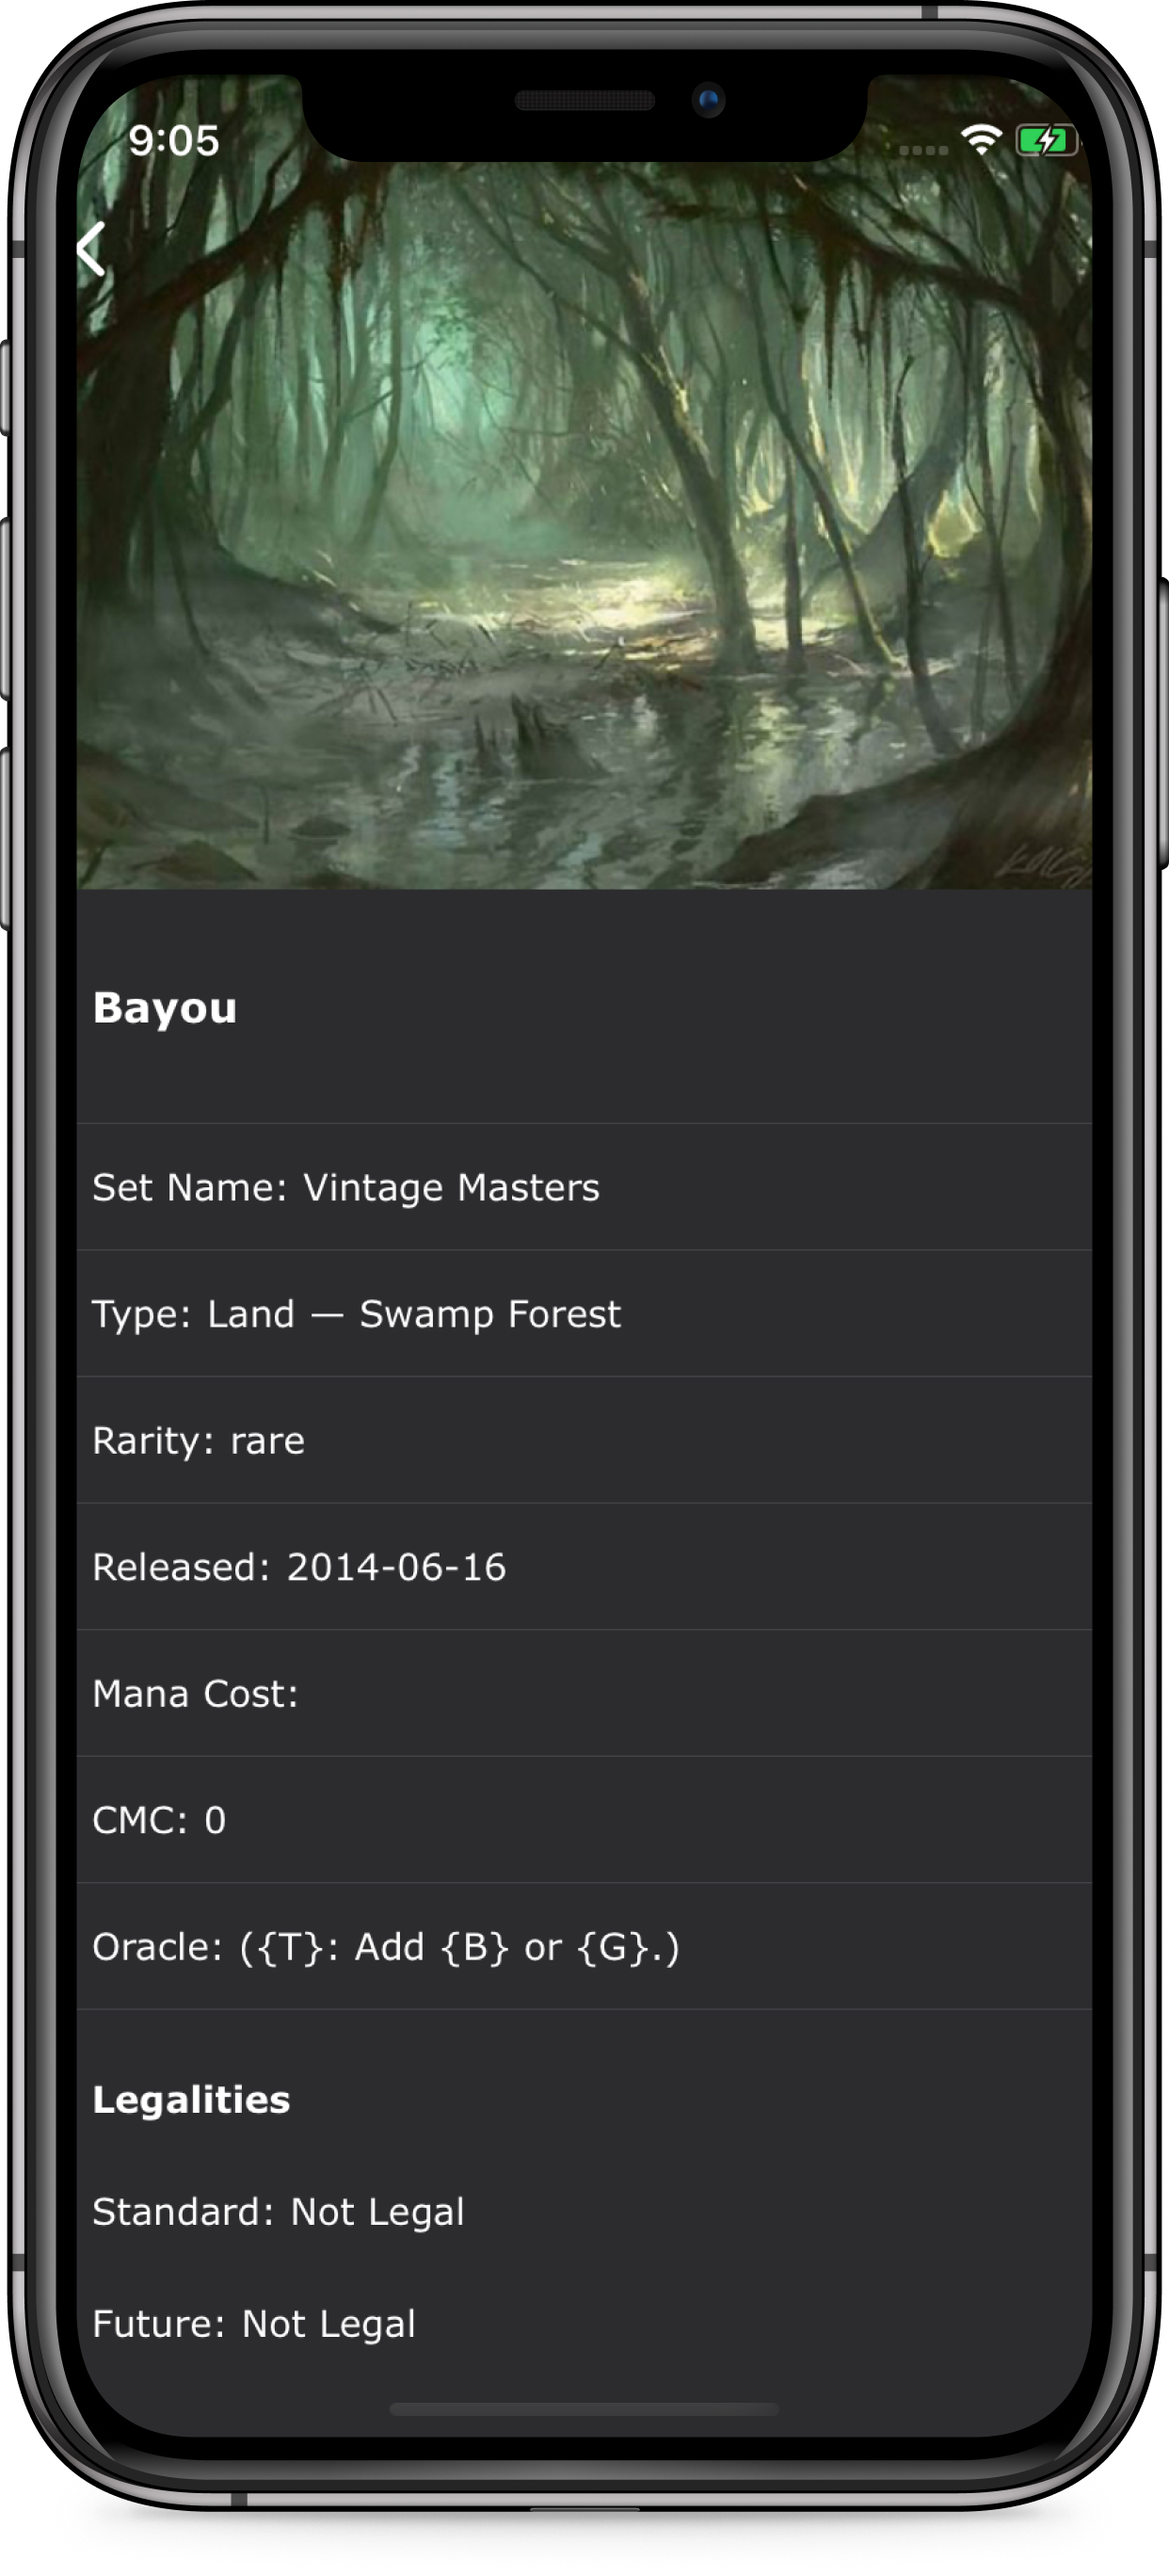 9:05
Bayou
Set Name: Vintage Masters
Type: Land — Swamp Forest
Rarity: rare
Released: 2014-06-16
Mana Cost:
CMC: 0
Oracle: ({T}: Add {B} or {G}.)
Legalities
Standard: Not Legal
Future: Not Legal